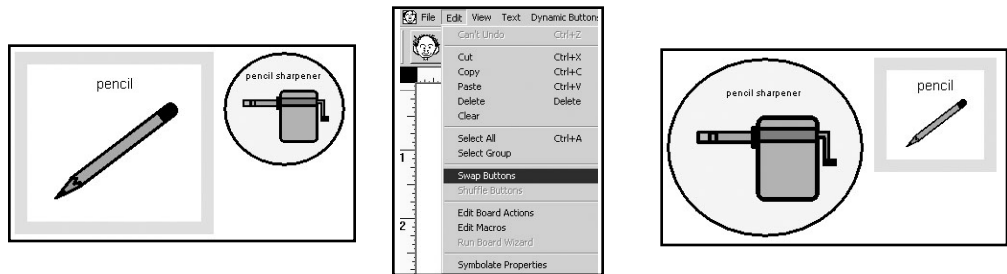 pencil
pencil sharpener
File Edit View Text Dynamic Button
Can't Undo Ctrl+Z
Cut Ctrl+X
Copy Ctrl+C
Paste Ctrl+V
Delete Delete
Clear
Select All Ctrl+A
Select Group
Swap Buttons
Shuffle Buttons
Edit Board Actions
Edit Macros
Run Board Wizard
Symbolate Properties
1
2
pencil sharpener
pencil